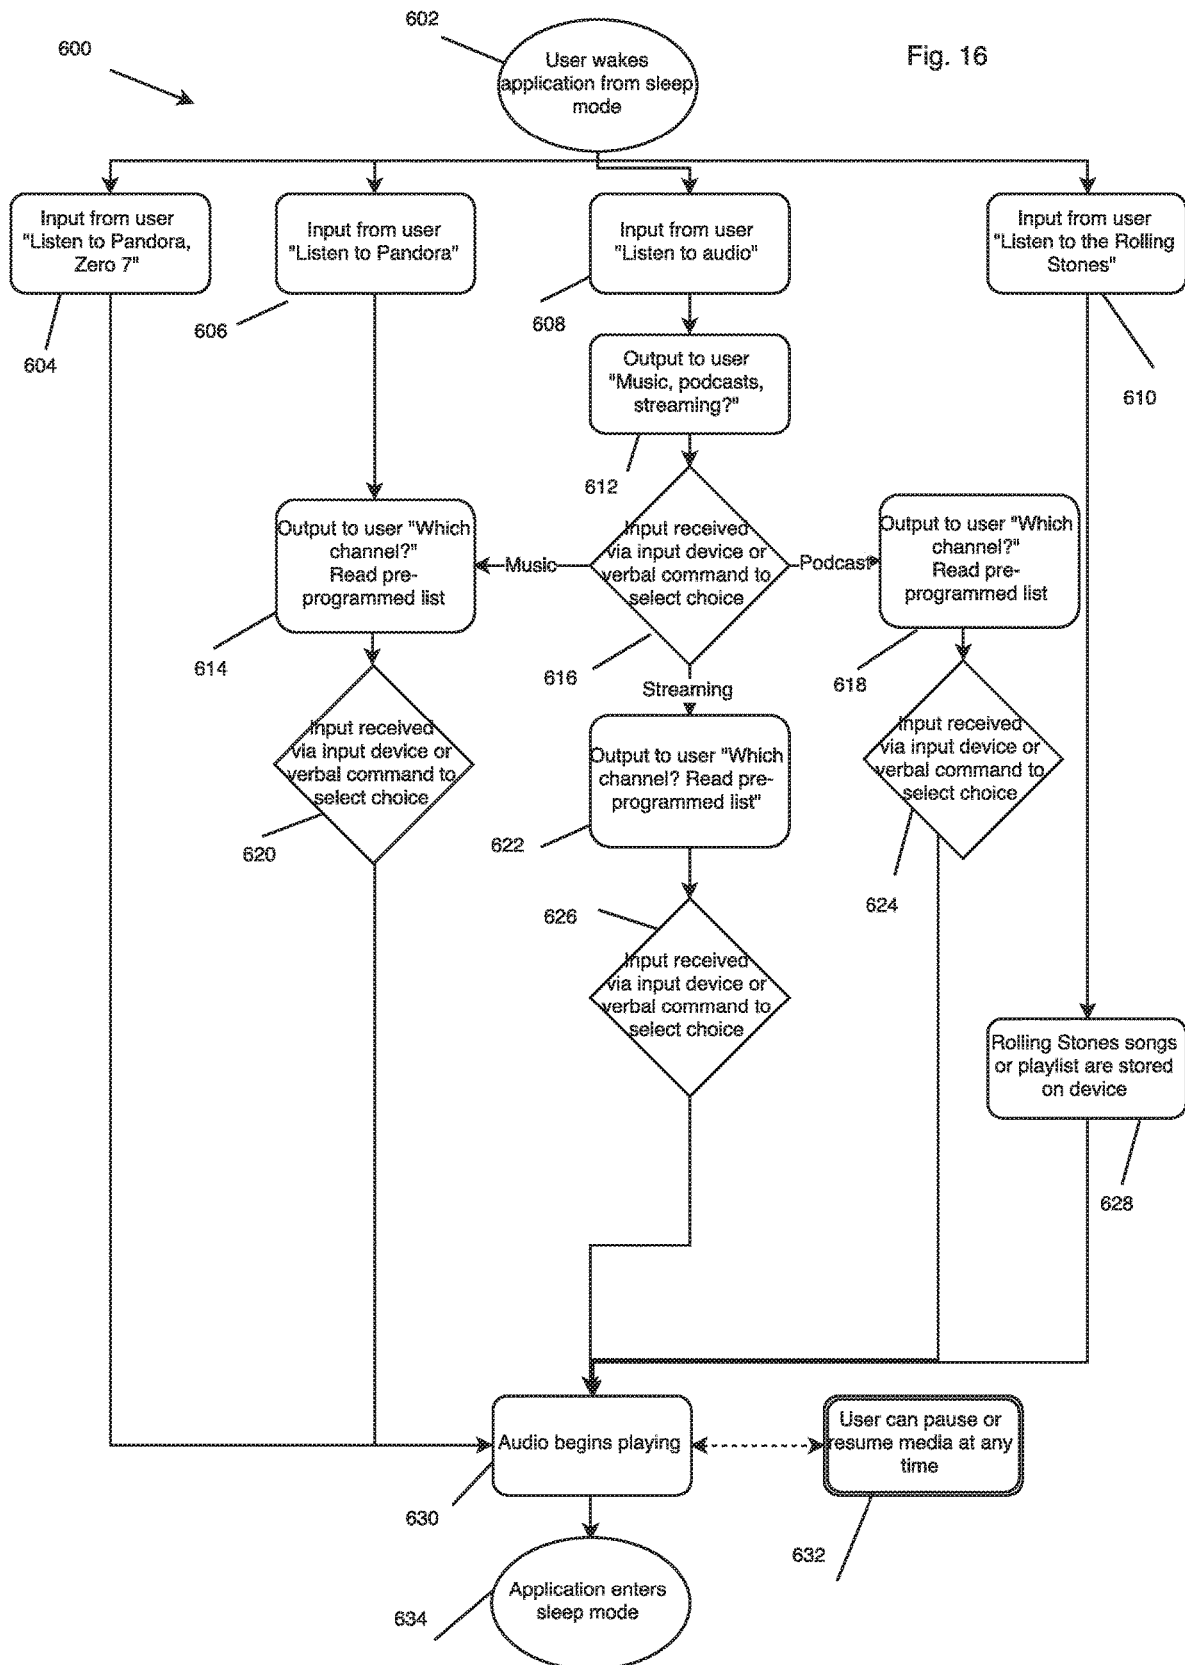 602
600
Fig. 16
User wakes
application from sleep
mode
Input from user
"Listen to Pandora,
Zero 7"
604
Input from user
"Listen to Pandora"
606
Input from user
"Listen to audio"
608
Input from user
"Listen to the Rolling
Stones"
610
Output to user
"Music, podcasts,
streaming?"
612
Output to user "Which
channel?"
Read pre-
programmed list
614
Music
Input received
via input device or
verbal command to
select choice
616
Podcast
Output to user "Which
channel?"
Read pre-
programmed list
618
Streaming
Input received
via input device or
verbal command to
select choice
620
Output to user "Which
channel? Read pre-
programmed list"
622
Input received
via input device or
verbal command to
select choice
624
626
Input received
via input device or
verbal command to
select choice
Rolling Stones songs
or playlist are stored
on device
628
Audio begins playing
630
User can pause or
resume media at any
time
632
Application enters
sleep mode
634